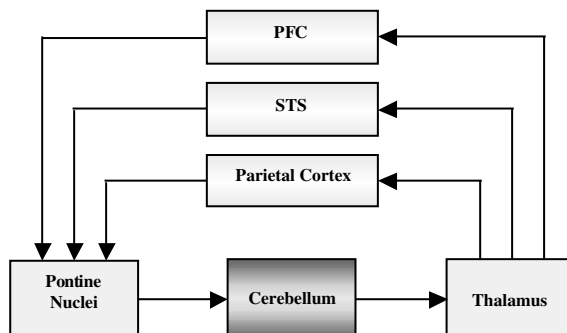 PFC
STS
Parietal Cortex
Pontine
Nuclei
Cerebellum
Thalamus